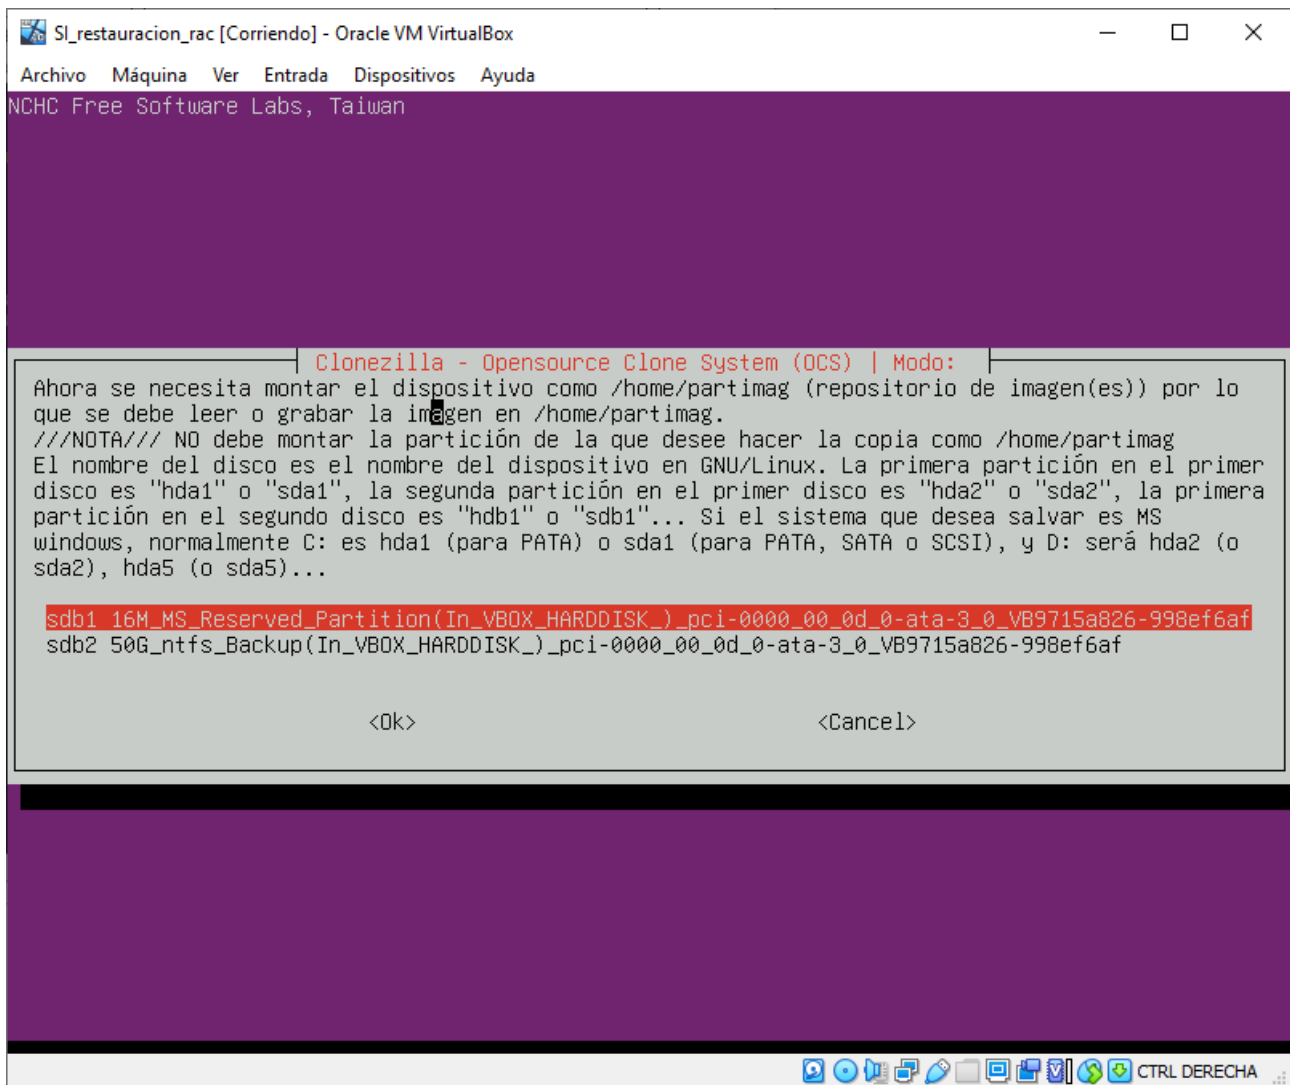 SI_restauracion_rac [Corriendo] - Oracle VM VirtualBox
Archivo Máquina Ver Entrada Dispositivos Ayuda
NCHC Free Software Labs, Taiwan
Clonezilla - Opensource Clone System (OCS) | Modo:
Ahora se necesita montar el dispositivo como /home/partimag (repositorio de imagen(es)) por lo
que se debe leer o grabar la imagen en /home/partimag.
///NOTA/// NO debe montar la partición de la que desee hacer la copia como /home/partimag
El nombre del disco es el nombre del dispositivo en GNU/Linux. La primera partición en el primer
disco es "hda1" o "sda1", la segunda partición en el primer disco es "hda2" o "sda2", la primera
partición en el segundo disco es "hdb1" o "sdb1"... Si el sistema que desea salvar es MS
windows, normalmente C: es hda1 (para PATA) o sda1 (para PATA, SATA o SCSI), y D: será hda2 (o
sda2), hda5 (o sda5)...
sdb1 16M_MS_Reserved_Partition(In_VBOX_HARDDISK_)_pci-0000_00_0d_0-ata-3_0_VB9715a826-998ef6af
sdb2 50G_ntfs_Backup(In_VBOX_HARDDISK_)_pci-0000_00_0d_0-ata-3_0_VB9715a826-998ef6af
<Ok> <Cancel>
CTRL DERECHA